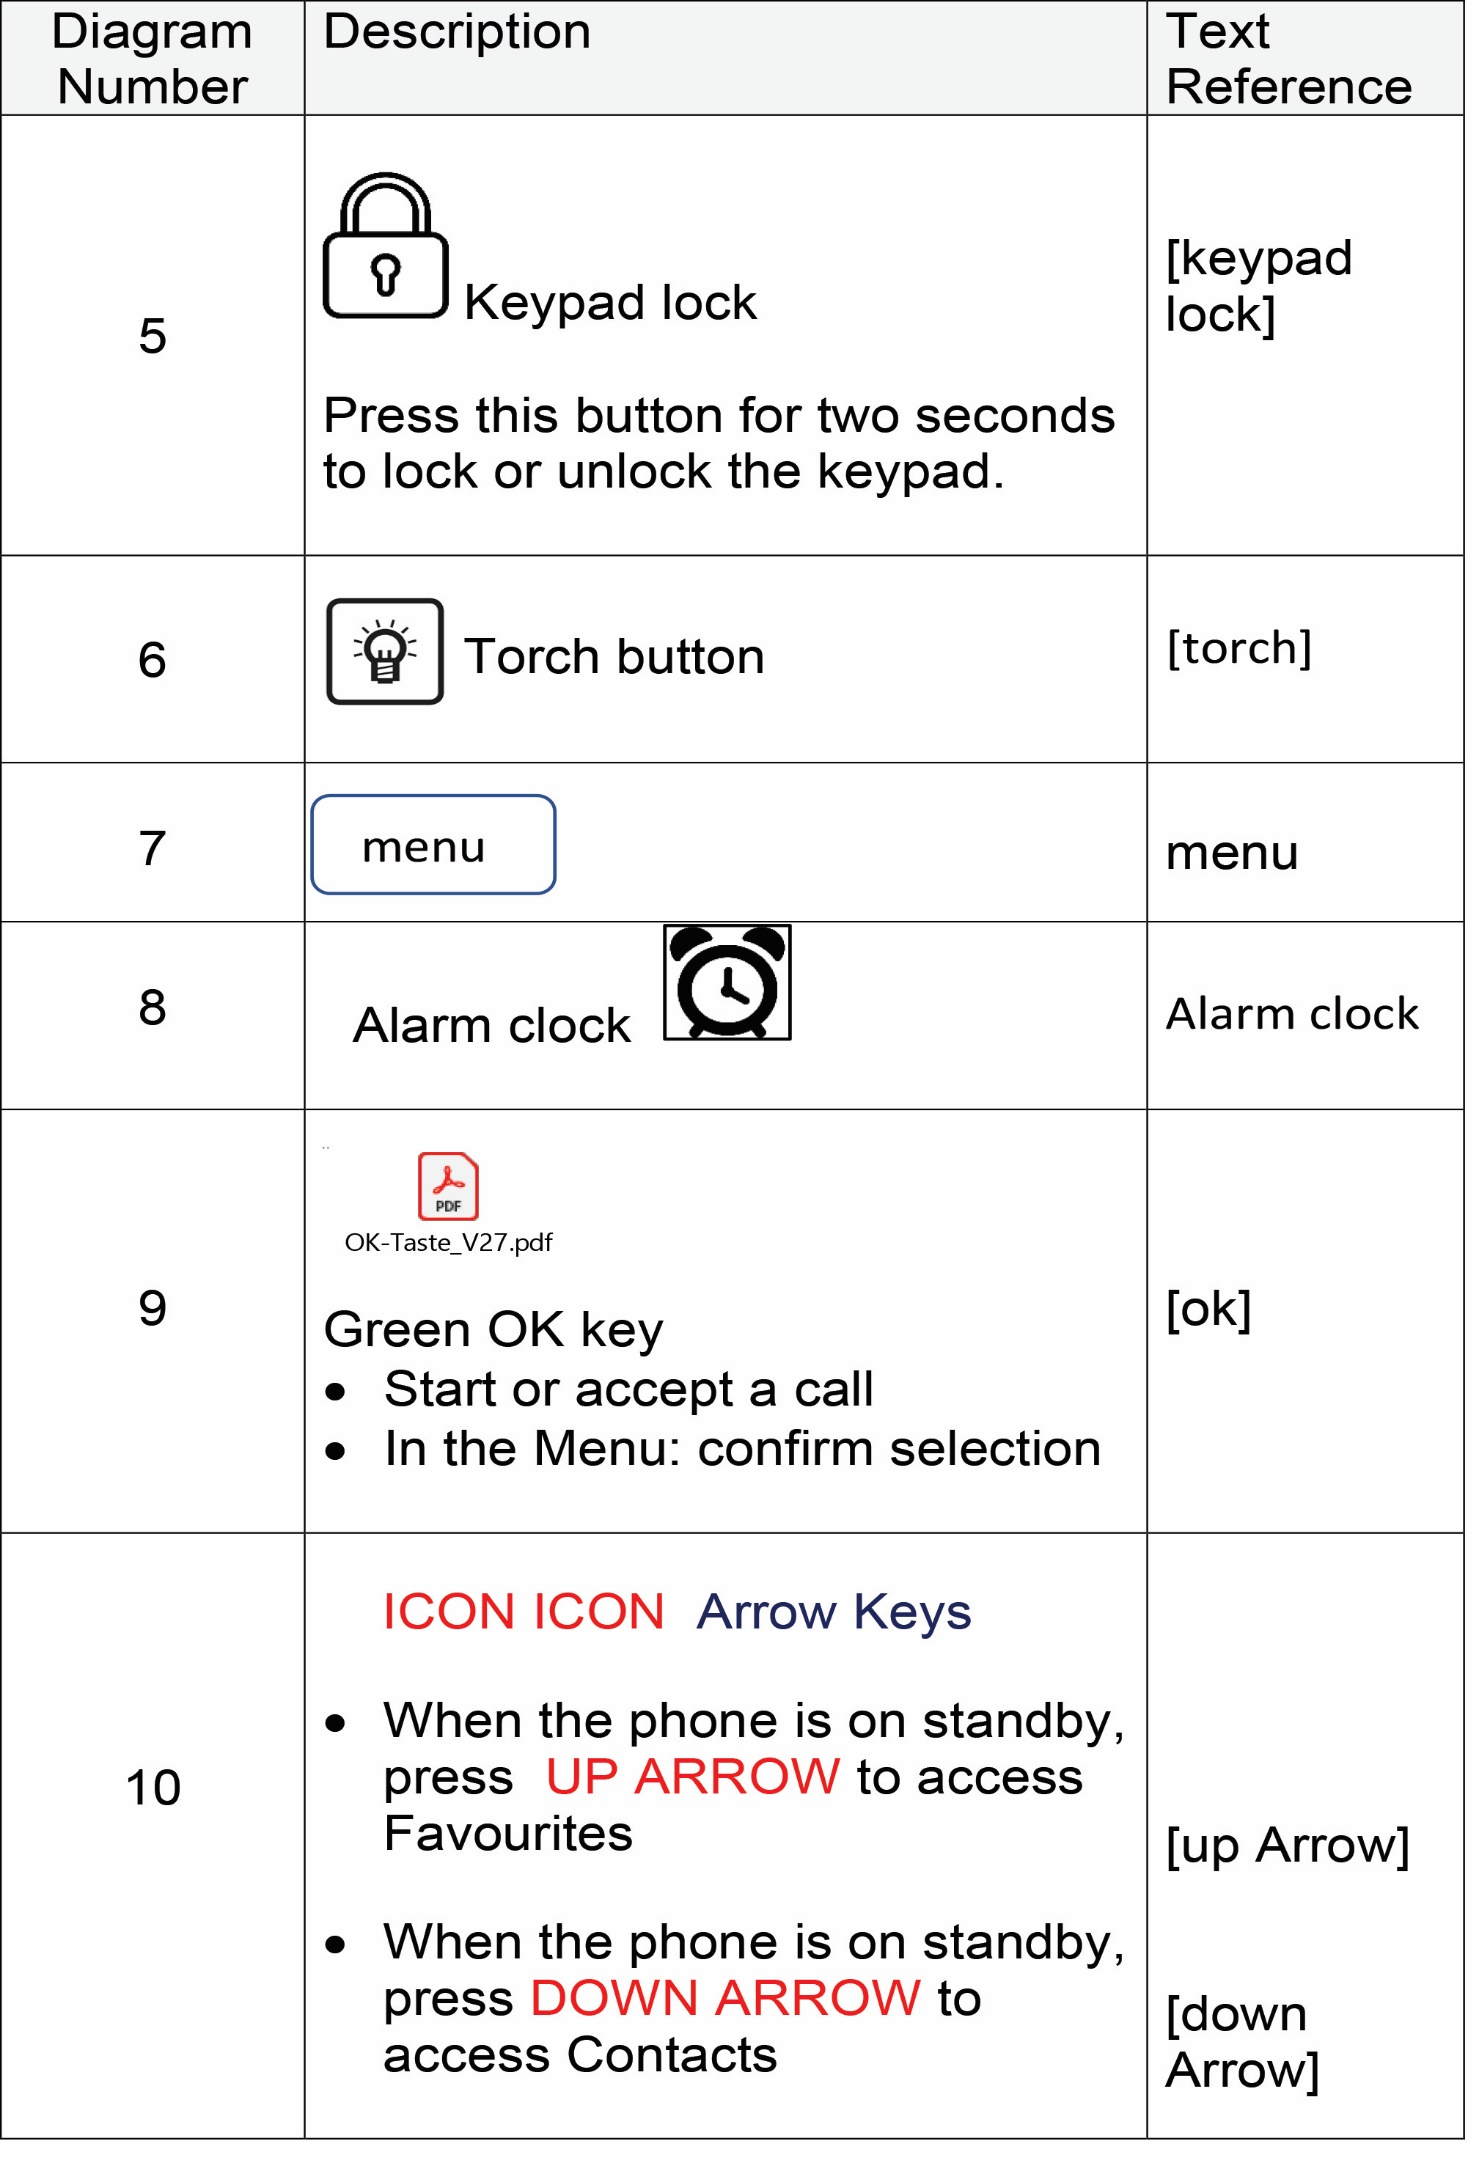 Diagram
Number
Description
Text
Reference
5
Keypad lock
Press this button for two seconds
to lock or unlock the keypad.
[keypad
lock]
6
Torch button
[torch]
7
menu
menu
8
Alarm clock
Alarm clock
9
..
PDF
OK-Taste_V27.pdf
Green OK key
• Start or accept a call
• In the Menu: confirm selection
[ok]
10
ICON ICON Arrow Keys
• When the phone is on standby,
press UP ARROW to access
Favourites
[up Arrow]
• When the phone is on standby,
press DOWN ARROW to
access Contacts
[down
Arrow]